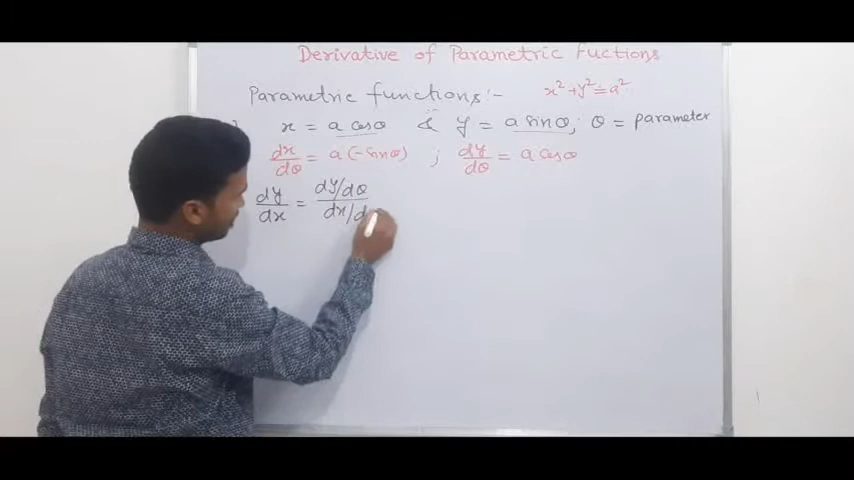 Derivative of Parametric Fuctions
Parametric functions :- x² + y² = a²
x = a cosθ & y = a sinθ; θ = parameter
dx/dθ = a(-sinθ) ; dy/dθ = a cosθ
dy/dx = dy/dθ / dx/d